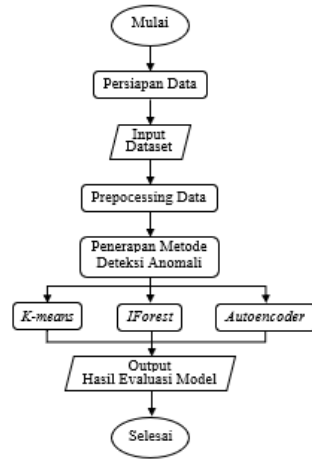 Mulai
Persiapan Data
Input
Dataset
Prepocessing Data
Penerapan Metode
Deteksi Anomali
K-means
IForest
Autoencoder
Output
Hasil Evaluasi Model
Selesai